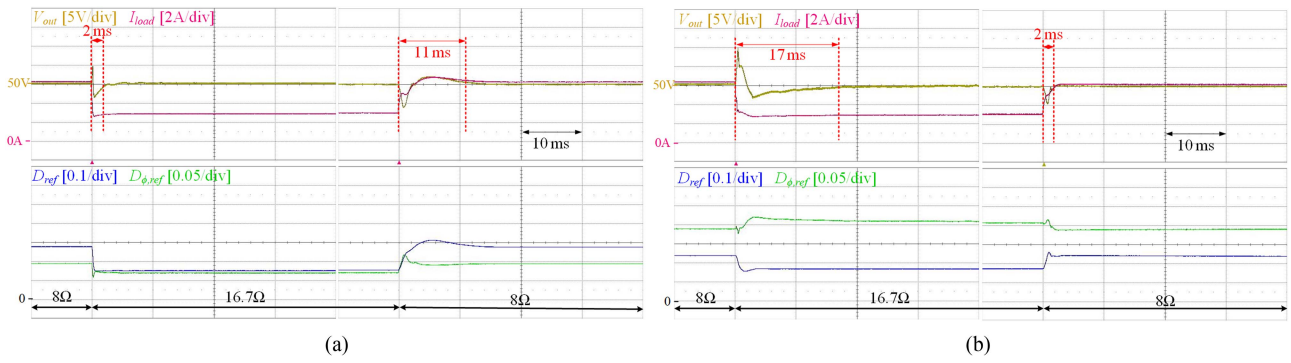 Vout [5V/div] Iload [2A/div]
2 ms
11 ms
50V
0A
10 ms
Dref [0.1/div] Dϕ,ref [0.05/div]
0
8Ω
16.7Ω
8Ω
(a)
Vout [5V/div] Iload [2A/div]
17 ms
2 ms
50V
0A
10 ms
Dref [0.1/div] Dϕ,ref [0.05/div]
0
8Ω
16.7Ω
8Ω
(b)